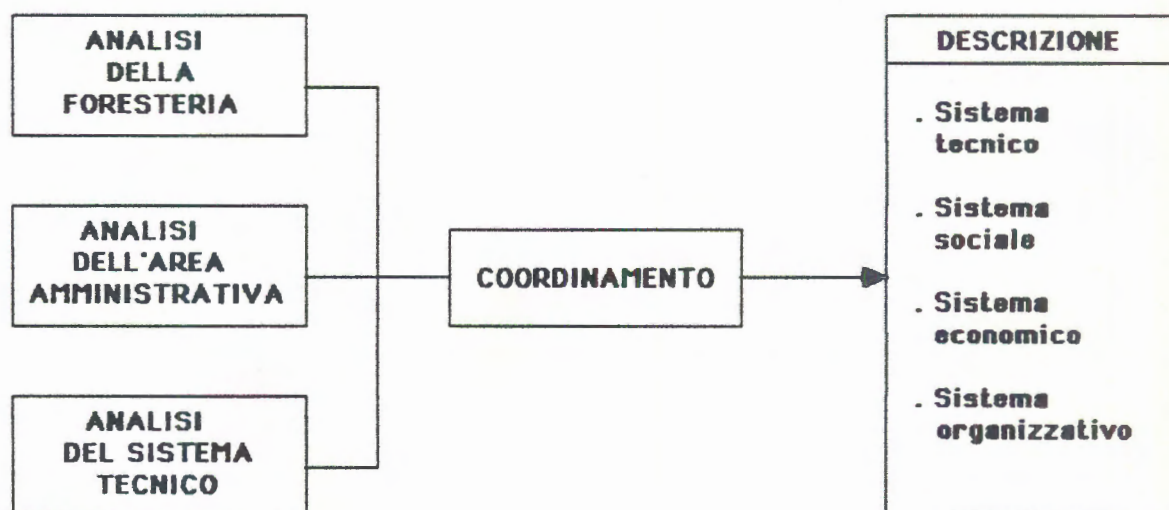 ANALISI
DELLA
FORESTERIA
ANALISI
DELL'AREA
AMMINISTRATIVA
ANALISI
DEL SISTEMA
TECNICO
COORDINAMENTO
DESCRIZIONE
. Sistema
tecnico
. Sistema
sociale
. Sistema
economico
. Sistema
organizzativo